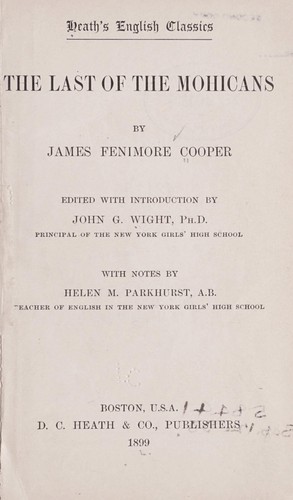 Heath's English Classics
THE LAST OF THE MOHICANS
BY
JAMES FENIMORE COOPER
EDITED WITH INTRODUCTION BY
JOHN G. WIGHT, PH.D.
PRINCIPAL OF THE NEW YORK GIRLS' HIGH SCHOOL
WITH NOTES BY
HELEN M. PARKHURST, A.B.
EACHER OF ENGLISH IN THE NEW YORK GIRLS' HIGH SCHOOL
BOSTON, U.S.A.
D. C. HEATH & CO., PUBLISHERS
1899